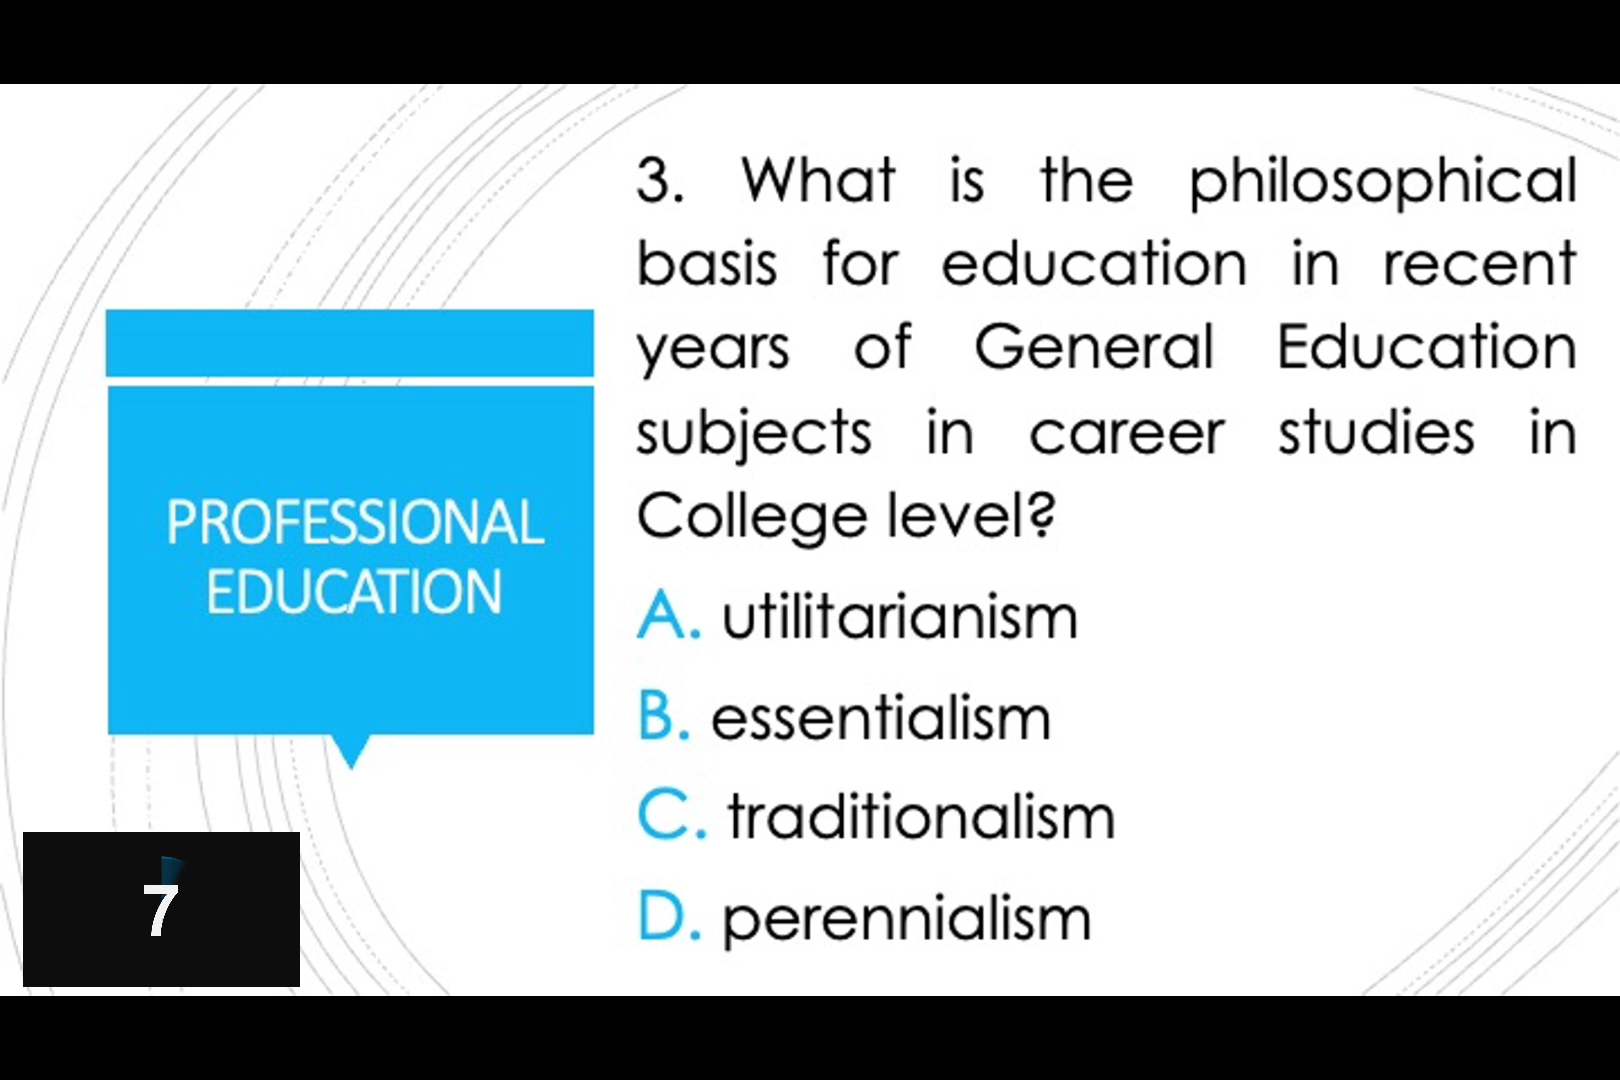 3. What is the philosophical
basis for education in recent
years of General Education
subjects in career studies in
College level?
A. utilitarianism
B. essentialism
C. traditionalism
D. perennialism
PROFESSIONAL
EDUCATION
7